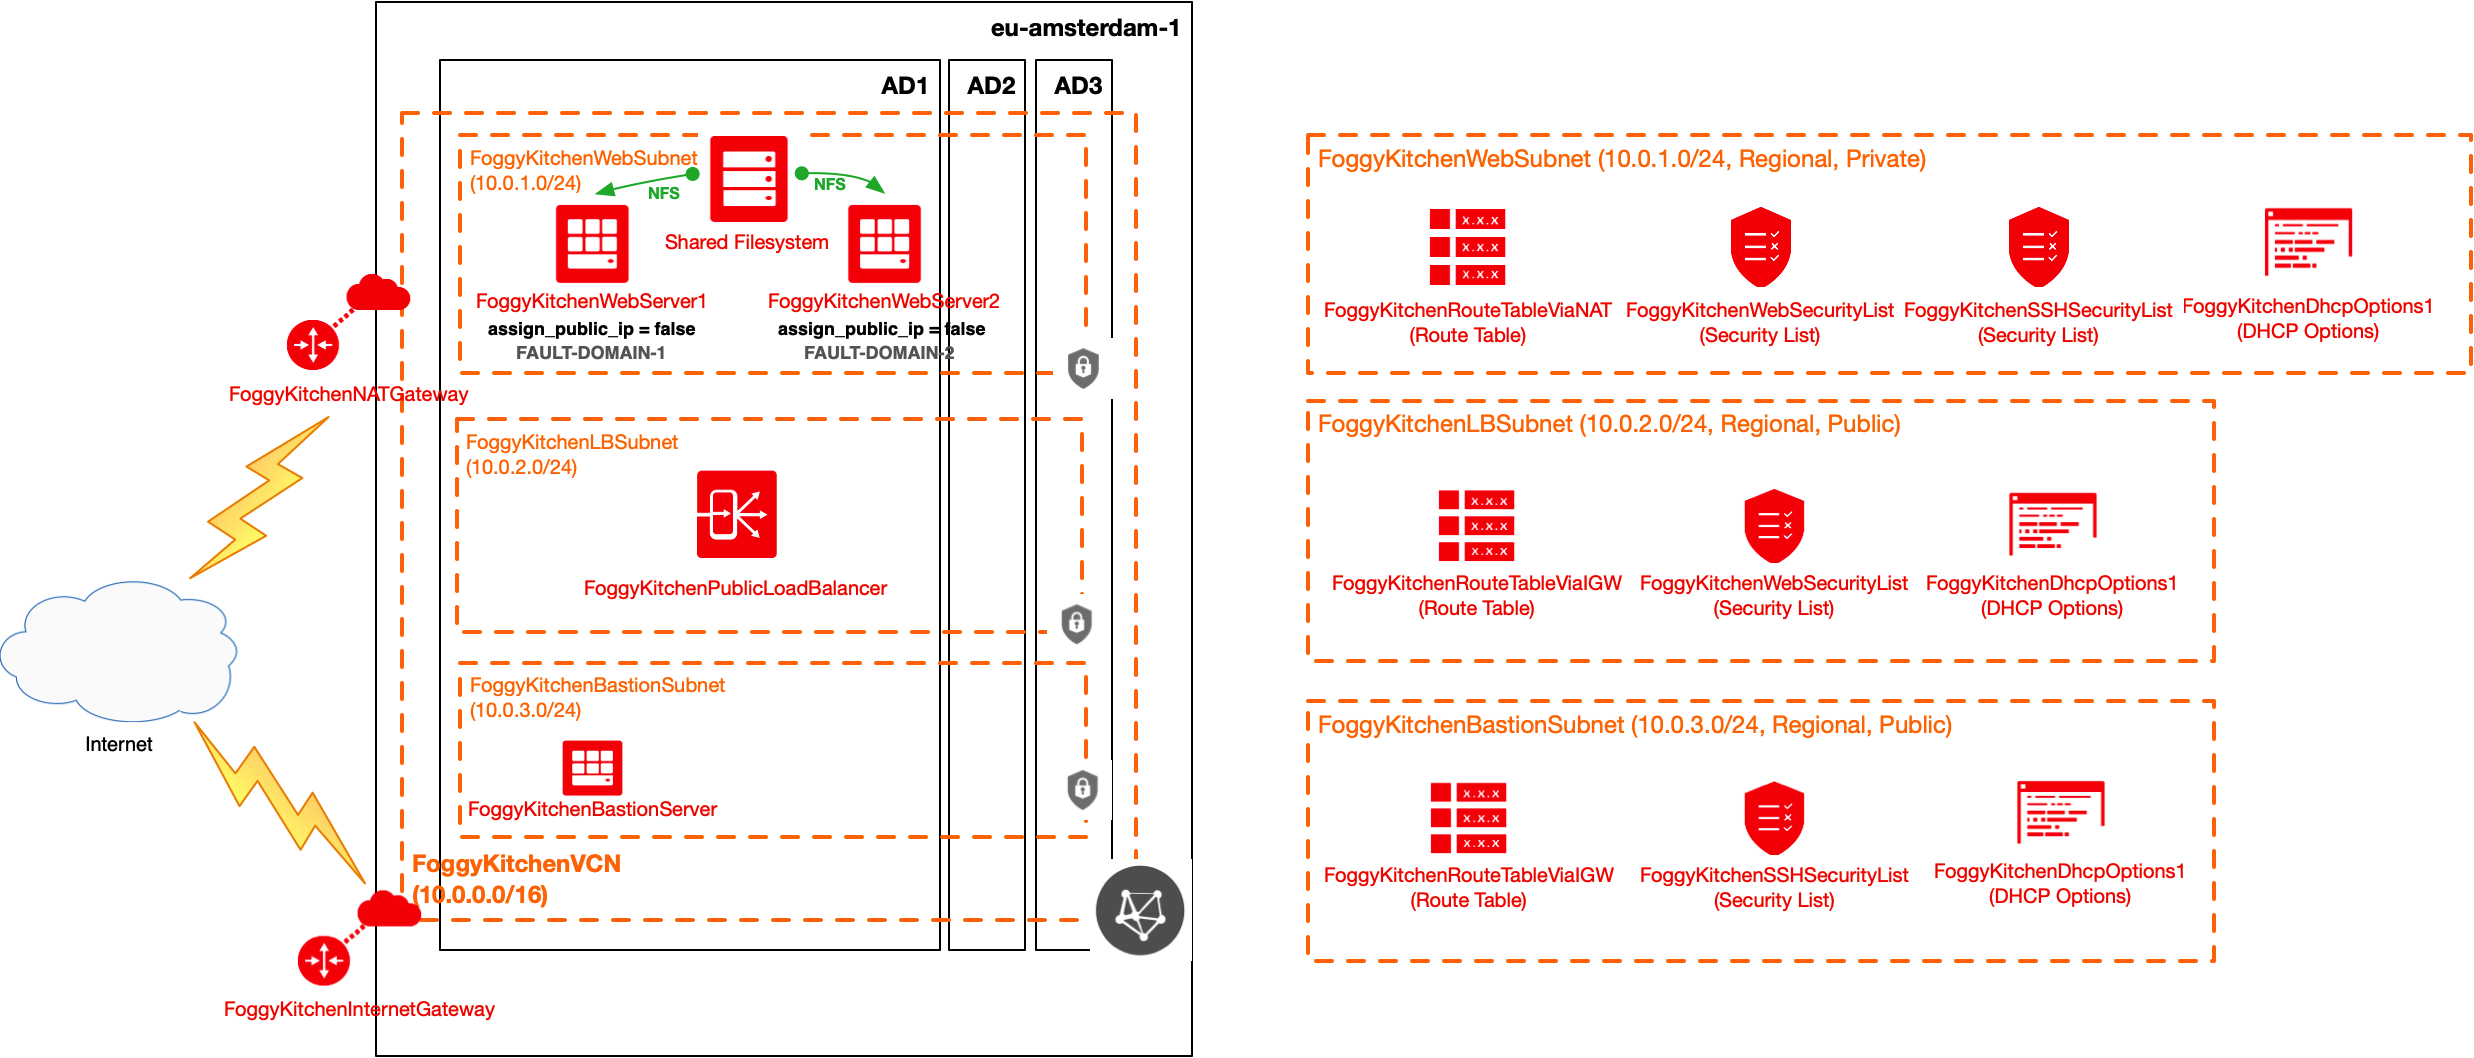 eu-amsterdam-1
AD1
AD2
AD3
FoggyKitchenWebSubnet
(10.0.1.0/24)
NFS
NFS
Shared Filesystem
FoggyKitchenWebServer1
assign_public_ip = false
FAULT-DOMAIN-1
FoggyKitchenWebServer2
assign_public_ip = false
FAULT-DOMAIN-2
FoggyKitchenNATGateway
FoggyKitchenLBSubnet
(10.0.2.0/24)
FoggyKitchenPublicLoadBalancer
FoggyKitchenBastionSubnet
(10.0.3.0/24)
FoggyKitchenBastionServer
Internet
FoggyKitchenVCN
(10.0.0.0/16)
FoggyKitchenInternetGateway
FoggyKitchenWebSubnet (10.0.1.0/24, Regional, Private)
x.x.x
x.x.x
x.x.x
FoggyKitchenRouteTableViaNAT
(Route Table)
FoggyKitchenWebSecurityList
(Security List)
FoggyKitchenSSHSecurityList
(Security List)
FoggyKitchenDhcpOptions1
(DHCP Options)
FoggyKitchenLBSubnet (10.0.2.0/24, Regional, Public)
x.x.x
x.x.x
x.x.x
FoggyKitchenRouteTableViaIGW
(Route Table)
FoggyKitchenWebSecurityList
(Security List)
FoggyKitchenDhcpOptions1
(DHCP Options)
FoggyKitchenBastionSubnet (10.0.3.0/24, Regional, Public)
x.x.x
x.x.x
x.x.x
FoggyKitchenRouteTableViaIGW
(Route Table)
FoggyKitchenSSHSecurityList
(Security List)
FoggyKitchenDhcpOptions1
(DHCP Options)